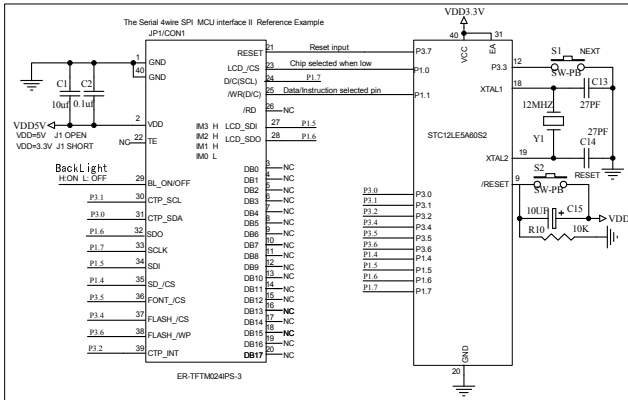 The Serial 4wire SPI MCU interface II Reference Example
JP1/CON1
1 GND
40 GND
C1 C2
10uf 0.1uf
VDD5V
2 VDD
VDD=5V J1 OPEN
VDD=3.3V J1 SHORT
NC 22 TE
BackLight
H:ON L: OFF
29 BL_ON/OFF
P3.1 30 CTP_SCL
P3.0 31 CTP_SDA
P1.6 32 SDO
P1.7 33 SCLK
P1.5 34 SDI
P1.4 35 SD_/CS
P3.5 36 FONT_/CS
P3.4 37 FLASH_/CS
P3.6 38 FLASH_/WP
P3.2 39 CTP_INT
RESET 21 Reset input
LCD_/CS 23 Chip selected when low
D/C(SCL) 24 P1.7
/WR(D/C) 25 Data/Instruction selected pin
/RD 26 NC
IM3 H LCD_SDI 27 P1.5
IM2 H LCD_SDO 28 P1.6
IM1 H
IM0 L
DB0 3 NC
DB1 4 NC
DB2 5 NC
DB3 6 NC
DB4 7 NC
DB5 8 NC
DB6 9 NC
DB7 10 NC
DB8 11 NC
DB9 12 NC
DB10 13 NC
DB11 14 NC
DB12 15 NC
DB13 16 NC
DB14 17 NC
DB15 18 NC
DB16 19 NC
DB17 20 NC
ER-TFTM024IPS-3
VDD3.3V
40 31
VCC EA
P3.7
P1.0
P1.1
STC12LE5A60S2
P3.0 P3.0
P3.1 P3.1
P3.2 P3.2
P3.4 P3.4
P3.5 P3.5
P3.6 P3.6
P1.4 P1.4
P1.5 P1.5
P1.6 P1.6
P1.7 P1.7
GND
20
P3.3 12
S1 NEXT
SW-PB
XTAL1 18
C13
27PF
12MHZ
Y1
27PF
C14
XTAL2 19
RESET
/RESET 9
S2
SW-PB
10UF C15
VDD
R10 10K